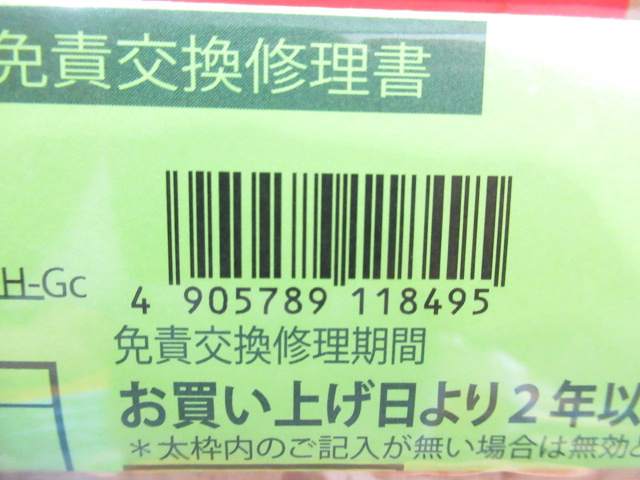 免責交換修理書
H-Gc
4 905789 118495
免責交換修理期間
お買い上げ日より2年以
*太枠内のご記入が無い場合は無効と